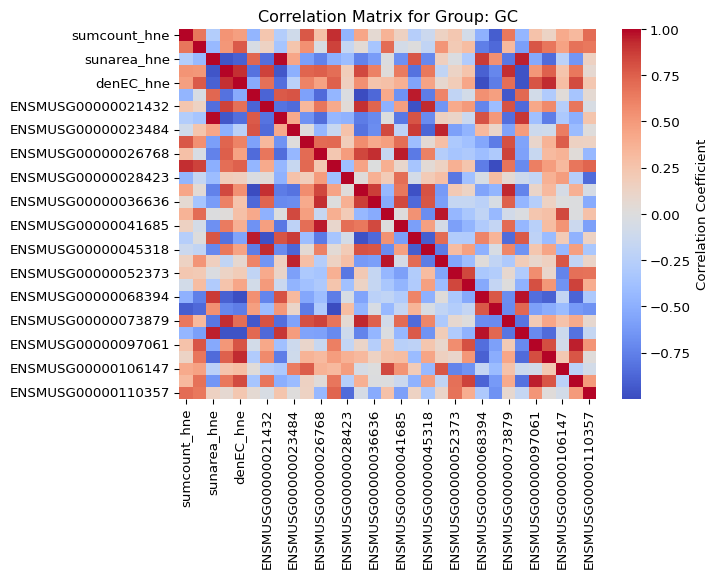 Correlation Matrix for Group: GC
sumcount_hne
sunarea_hne
denEC_hne
ENSMUSG00000021432
ENSMUSG00000023484
ENSMUSG00000026768
ENSMUSG00000028423
ENSMUSG00000036636
ENSMUSG00000041685
ENSMUSG00000045318
ENSMUSG00000052373
ENSMUSG00000068394
ENSMUSG00000073879
ENSMUSG00000097061
ENSMUSG00000106147
ENSMUSG00000110357
sumcount_hne
sunarea_hne
denEC_hne
ENSMUSG00000021432
ENSMUSG00000023484
ENSMUSG00000026768
ENSMUSG00000028423
ENSMUSG00000036636
ENSMUSG00000041685
ENSMUSG00000045318
ENSMUSG00000052373
ENSMUSG00000068394
ENSMUSG00000073879
ENSMUSG00000097061
ENSMUSG00000106147
ENSMUSG00000110357
1.00
0.75
0.50
0.25
0.00
−0.25
−0.50
−0.75
Correlation Coefficient